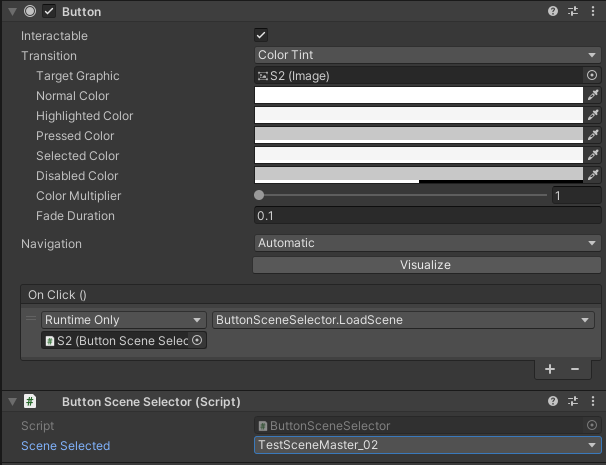 Button
Interactable
Transition Color Tint
Target Graphic S2 (Image)
Normal Color
Highlighted Color
Pressed Color
Selected Color
Disabled Color
Color Multiplier 1
Fade Duration 0.1
Navigation Automatic
Visualize
On Click ()
Runtime Only ButtonSceneSelector.LoadScene
S2 (Button Scene Selec
Button Scene Selector (Script)
Script ButtonSceneSelector
Scene Selected TestSceneMaster_02